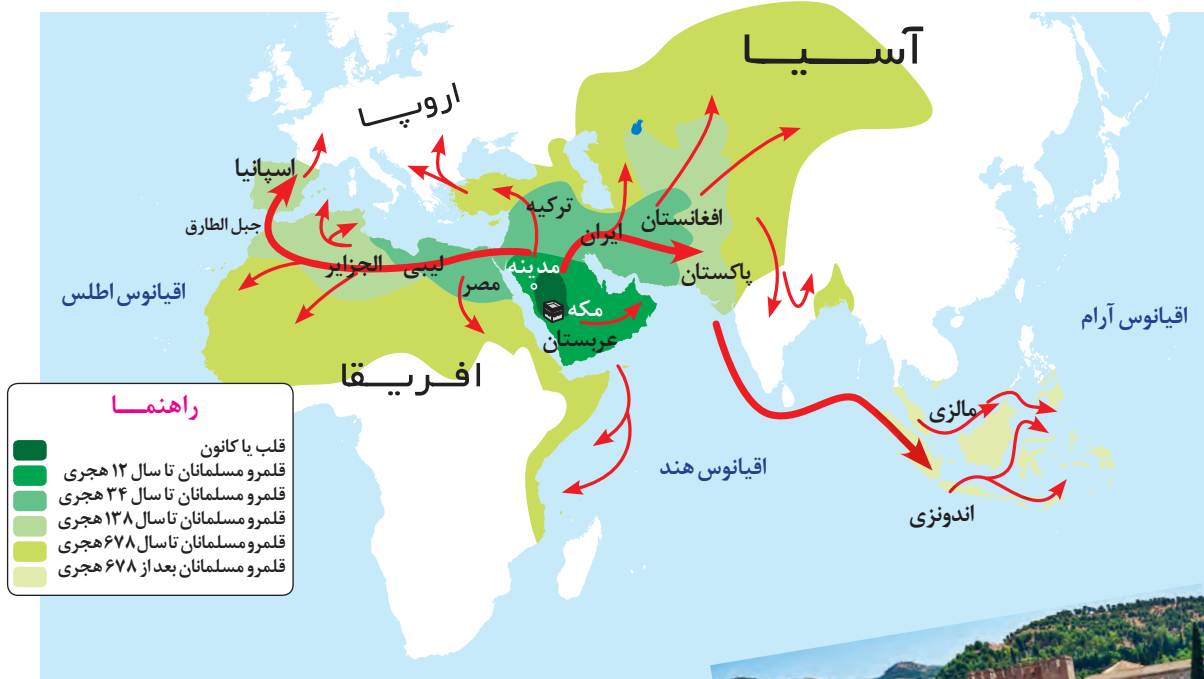 آسیا
اروپا
اسپانیا
جبل الطارق
ترکیه
افغانستان
ایران
پاکستان
الجزایر
لیبی
مصر
مدینه
مکه
عربستان
اقیانوس اطلس
اقیانوس آرام
افریقا
مالزی
اقیانوس هند
اندونزی
راهنما
قلب یا کانون
قلمرو مسلمانان تا سال ۱۲ هجری
قلمرو مسلمانان تا سال ۳۴ هجری
قلمرو مسلمانان تا سال ۱۳۸ هجری
قلمرو مسلمانان تا سال ۶۷۸ هجری
قلمرو مسلمانان بعد از ۶۷۸ هجری